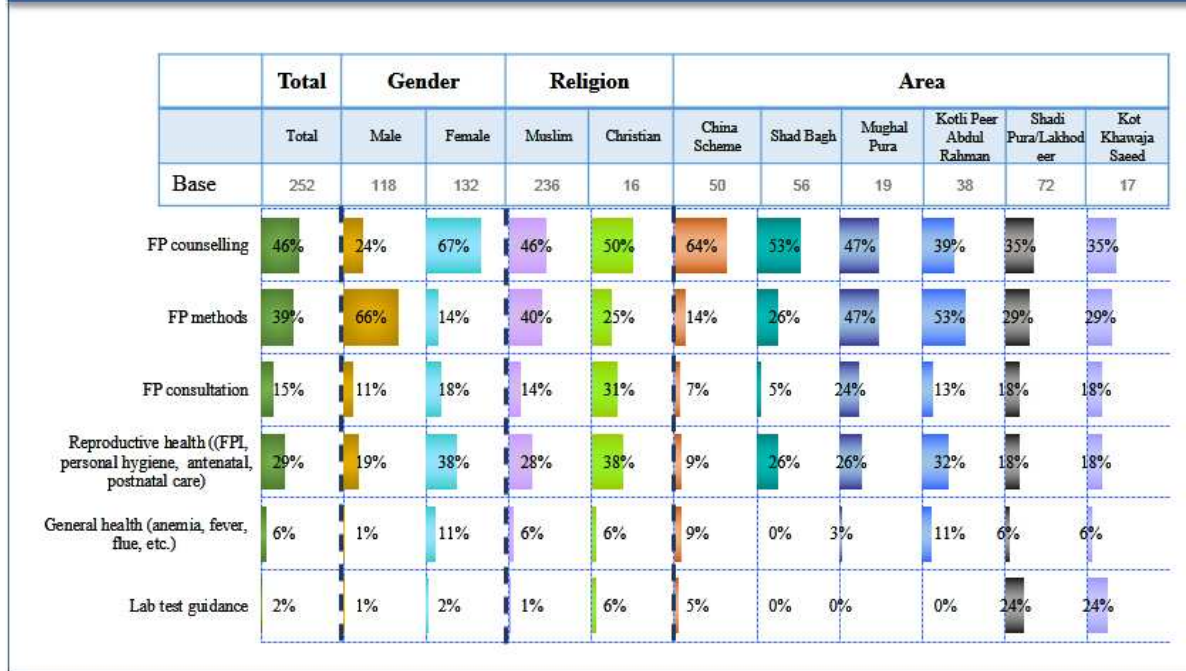 Total Gender Religion Area
Total Male Female Muslim Christian China Scheme Shad Bagh Mughal Pura Kotli Peer Abdul Rahman Shadi Pura/Lakhod eer Kot Khawaja Saeed
Base 252 118 132 236 16 50 56 19 38 72 17
FP counselling 46% 24% 67% 46% 50% 64% 53% 47% 39% 35% 35%
FP methods 39% 66% 14% 40% 25% 14% 26% 47% 53% 29% 29%
FP consultation 15% 11% 18% 14% 31% 7% 5% 24% 13% 18% 18%
Reproductive health ((FPI,
personal hygiene, antenatal,
postnatal care) 29% 19% 38% 28% 38% 9% 26% 26% 32% 18% 18%
General health (anemia, fever,
flue, etc.) 6% 1% 11% 6% 6% 9% 0% 3% 11% 6% 6%
Lab test guidance 2% 1% 2% 1% 6% 5% 0% 0% 0% 24% 24%